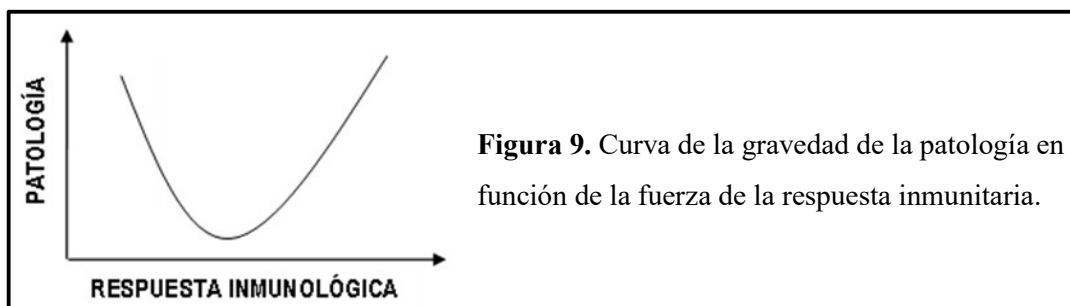 PATOLOGÍA
Figura 9. Curva de la gravedad de la patología en
función de la fuerza de la respuesta inmunitaria.
RESPUESTA INMUNOLÓGICA